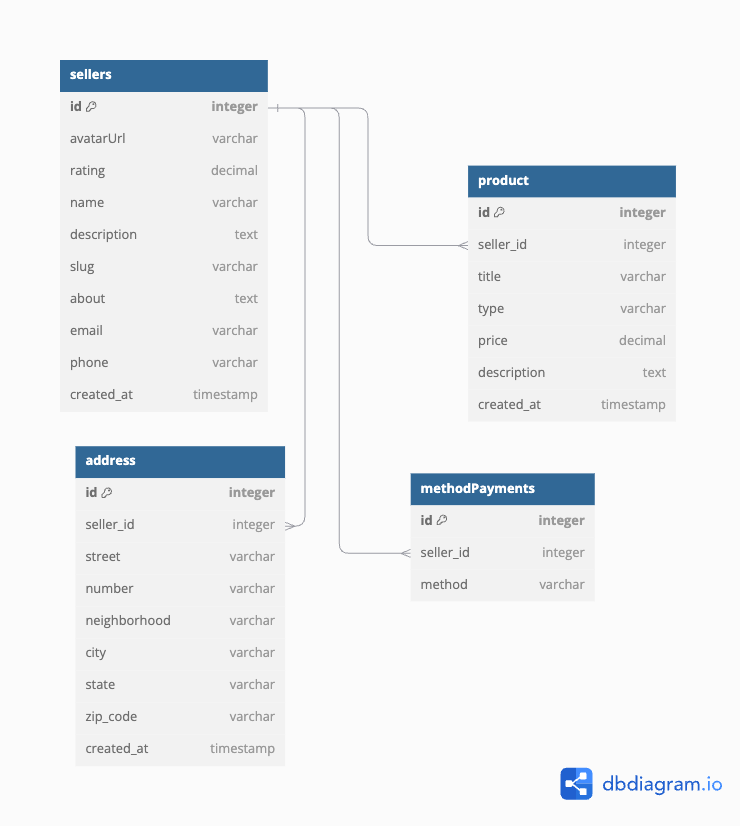 sellers
id integer
avatarUrl varchar
rating decimal
name varchar
description text
slug varchar
about text
email varchar
phone varchar
created_at timestamp
product
id integer
seller_id integer
title varchar
type varchar
price decimal
description text
created_at timestamp
address
id integer
seller_id integer
street varchar
number varchar
neighborhood varchar
city varchar
state varchar
zip_code varchar
created_at timestamp
methodPayments
id integer
seller_id integer
method varchar
dbdiagram.io